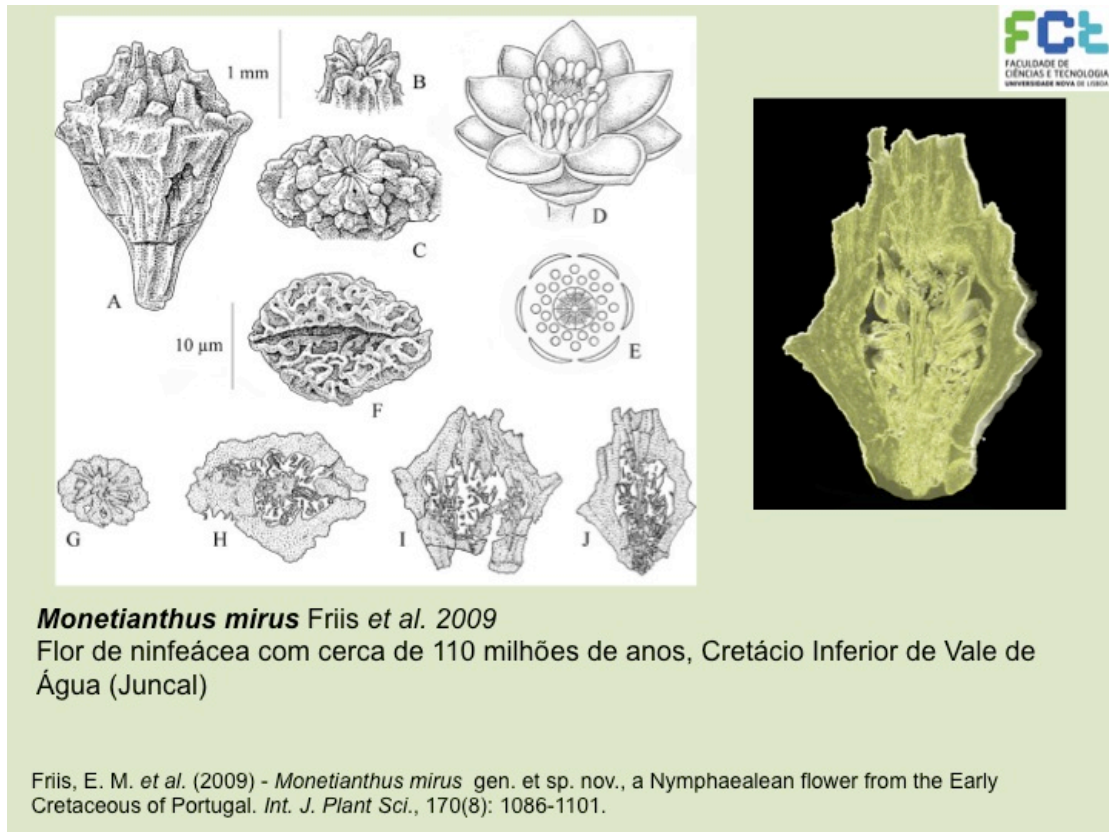 FCt
FACULDADE DE
CIÊNCIAS E TECNOLOGIA
UNIVERSIDADE NOVA DE LISBOA
1 mm
B
D
C
A
10 µm
E
F
G
H
I
J
Monetianthus mirus Friis et al. 2009
Flor de ninfeácea com cerca de 110 milhões de anos, Cretácio Inferior de Vale de
Água (Juncal)
Friis, E. M. et al. (2009) - Monetianthus mirus gen. et sp. nov., a Nymphaealean flower from the Early
Cretaceous of Portugal. Int. J. Plant Sci., 170(8): 1086-1101.